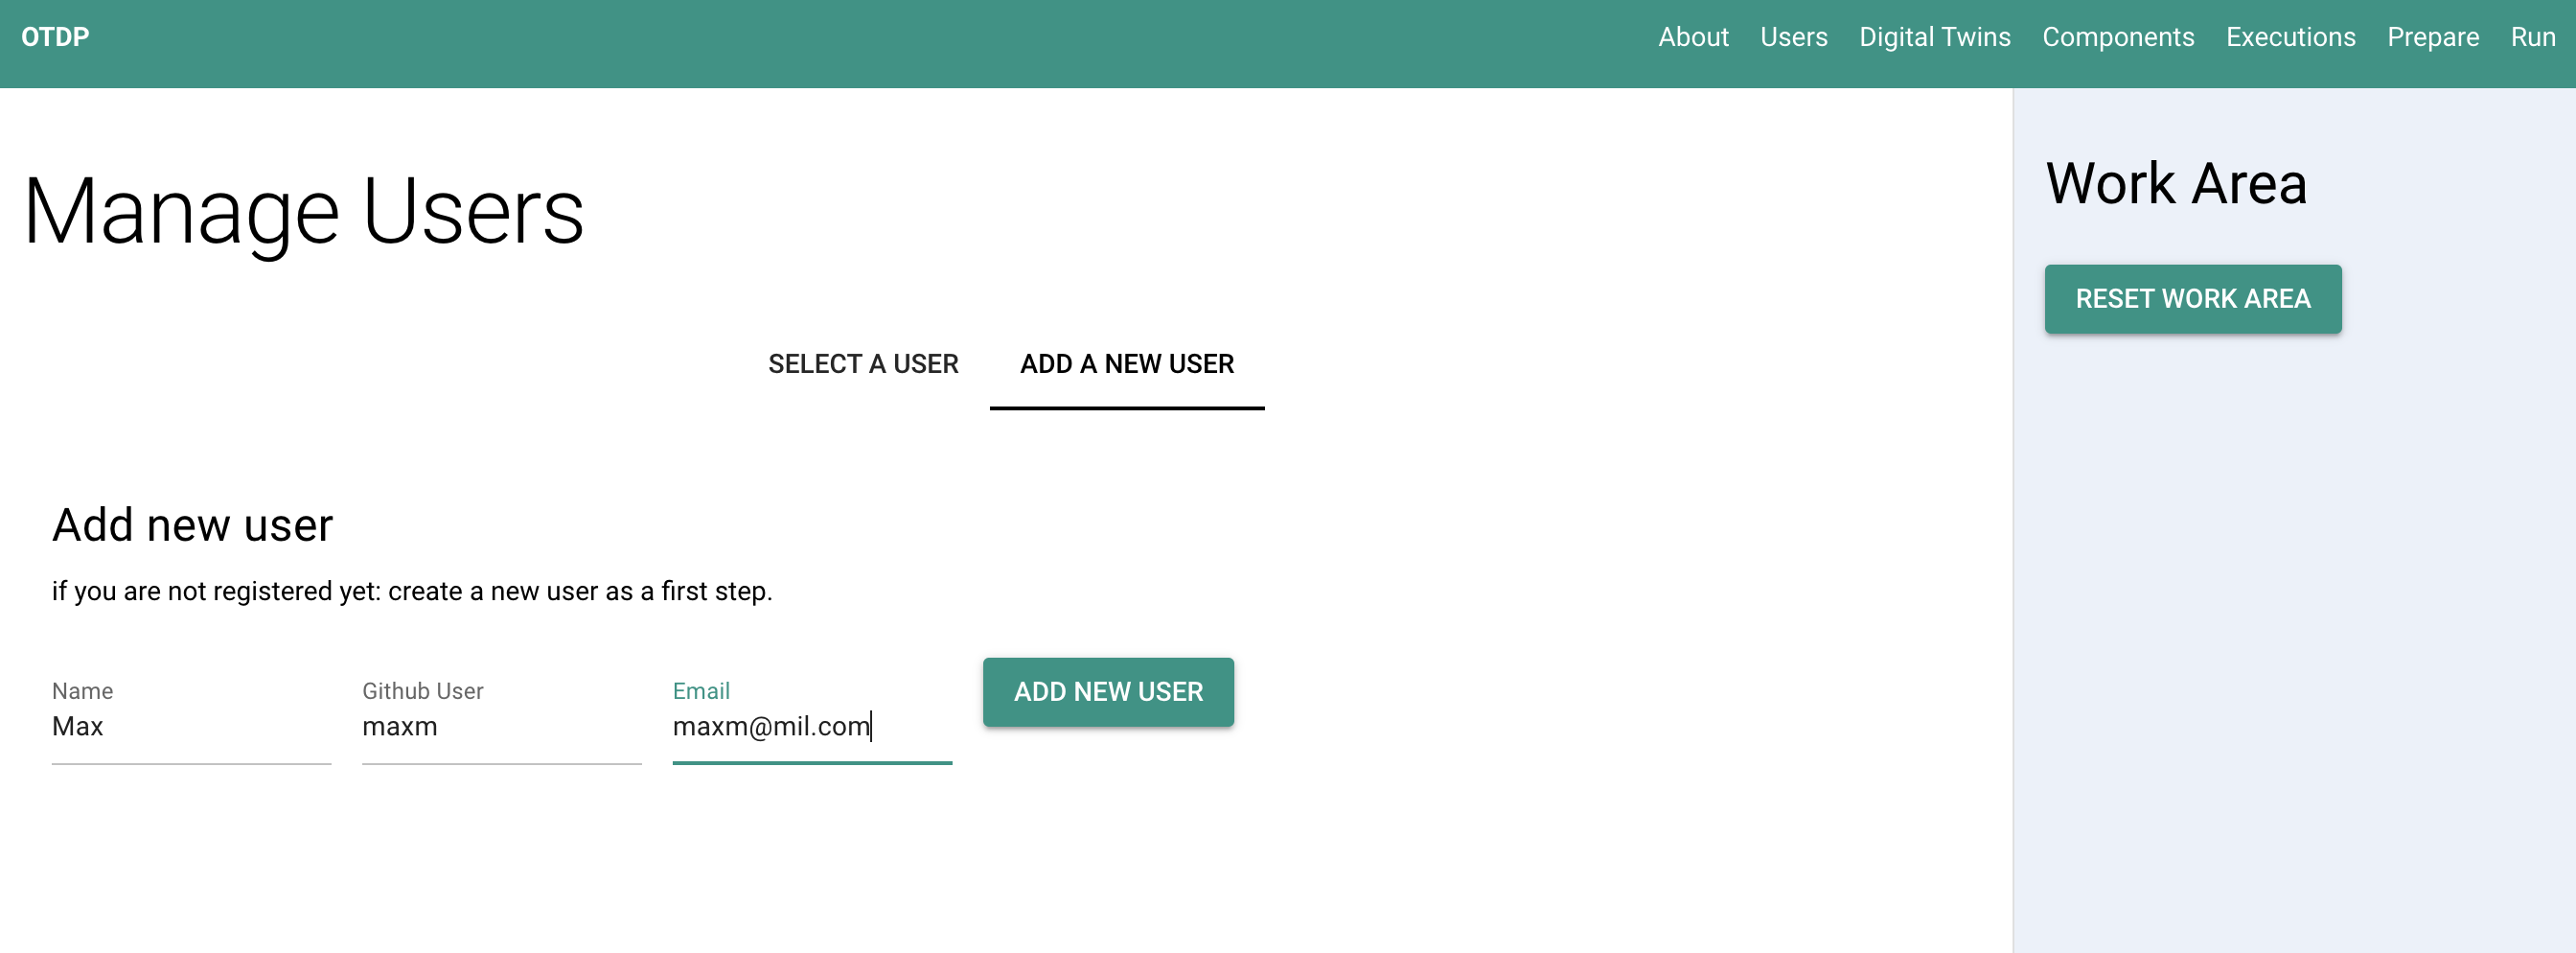 OTDP
About Users Digital Twins Components Executions Prepare Run
Manage Users
SELECT A USER ADD A NEW USER
Add new user
if you are not registered yet: create a new user as a first step.
Name Github User Email
Max maxm maxm@mil.com
ADD NEW USER
Work Area
RESET WORK AREA